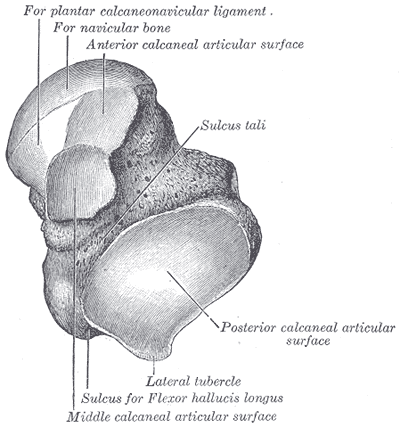 For plantar calcaneonavicular ligament.
For navicular bone
Anterior calcaneal articular surface
Sulcus tali
Posterior calcaneal articular
surface
Lateral tubercle
Sulcus for Flexor hallucis longus
Middle calcaneal articular surface